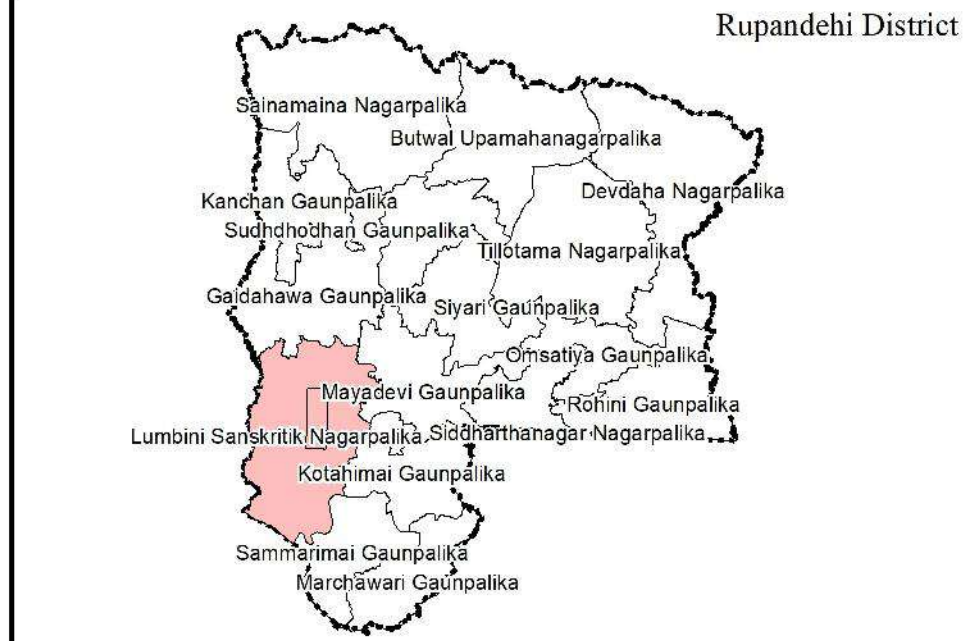 Rupandehi District
Sainamaina Nagarpalika
Butwal Upamahanagarpalika
Devdaha Nagarpalika
Kanchan Gaunpalika
Sudhdhodhan Gaunpalika
Tillotama Nagarpalika
Gaidahawa Gaunpalika
Siyari Gaunpalika
Omsatiya Gaunpalika
Mayadevi Gaunpalika
Rohini Gaunpalika
Lumbini Sanskritik Nagarpalika
Siddharthanagar Nagarpalika
Kotahimai Gaunpalika
Sammarimai Gaunpalika
Marchawari Gaunpalika